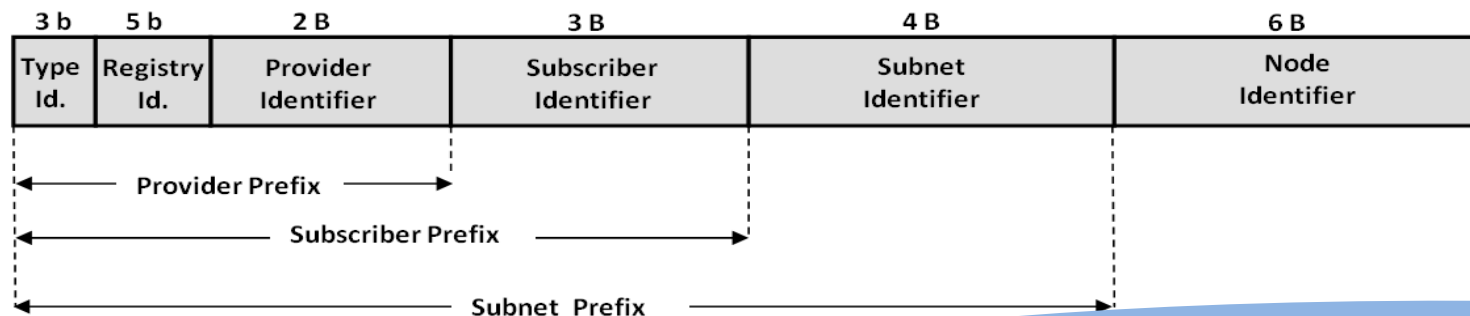 3 b 5 b 2 B 3 B 4 B 6 B
Type Registry Provider Subscriber Subnet Node
Id. Id. Identifier Identifier Identifier Identifier
Provider Prefix
Subscriber Prefix
Subnet Prefix